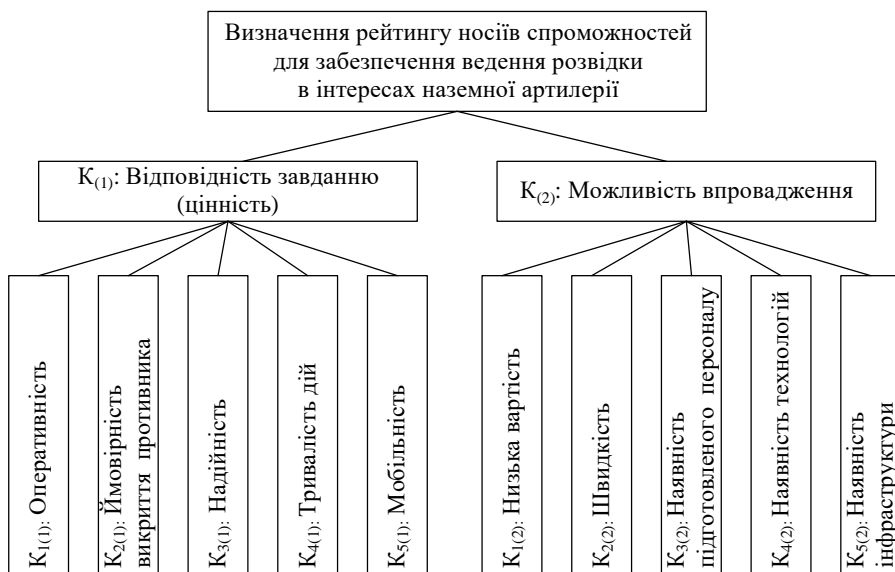 Визначення рейтингу носіїв спроможностей
для забезпечення ведення розвідки
в інтересах наземної артилерії
К(1): Відповідність завданню
(цінність)
К(2): Можливість впровадження
К1(1): Оперативність
К2(1): Ймовірність
викриття противника
К3(1): Надійність
К4(1): Тривалість дій
К5(1): Мобільність
К1(2): Низька вартість
К2(2): Швидкість
К3(2): Наявність
підготовленого персоналу
К4(2): Наявність технологій
К5(2): Наявність
інфраструктури